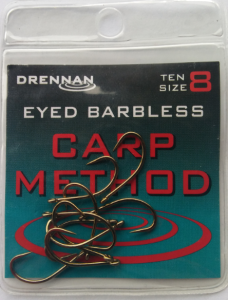 DRENNAN
TEN
SIZE 8
EYED BARBLESS
CARP
METHOD